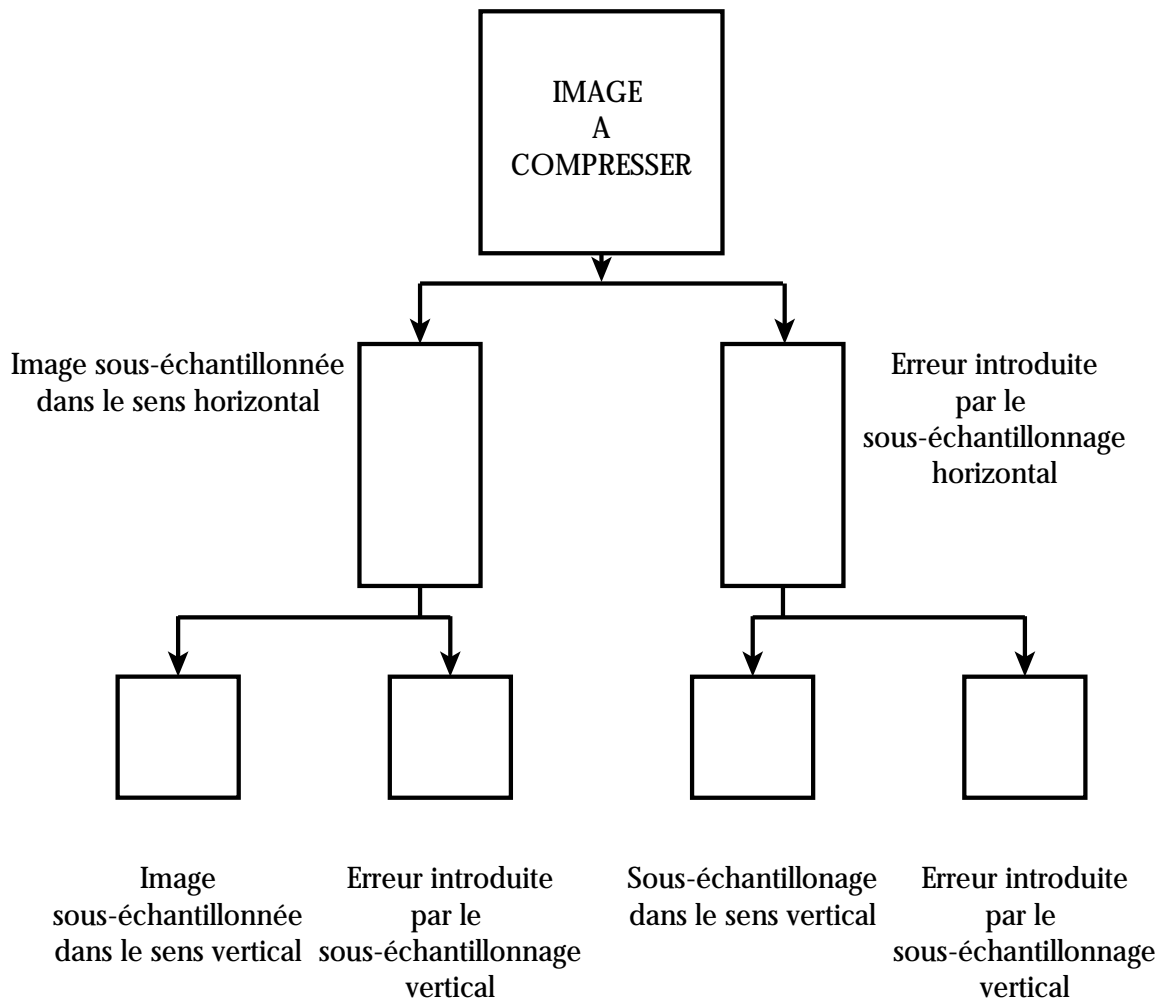 IMAGE
A
COMPRESSER
Image sous-échantillonnée
dans le sens horizontal
Erreur introduite
par le
sous-échantillonnage
horizontal
Image
sous-échantillonnée
dans le sens vertical
Erreur introduite
par le
sous-échantillonnage
vertical
Sous-échantillonage
dans le sens vertical
Erreur introduite
par le
sous-échantillonnage
vertical